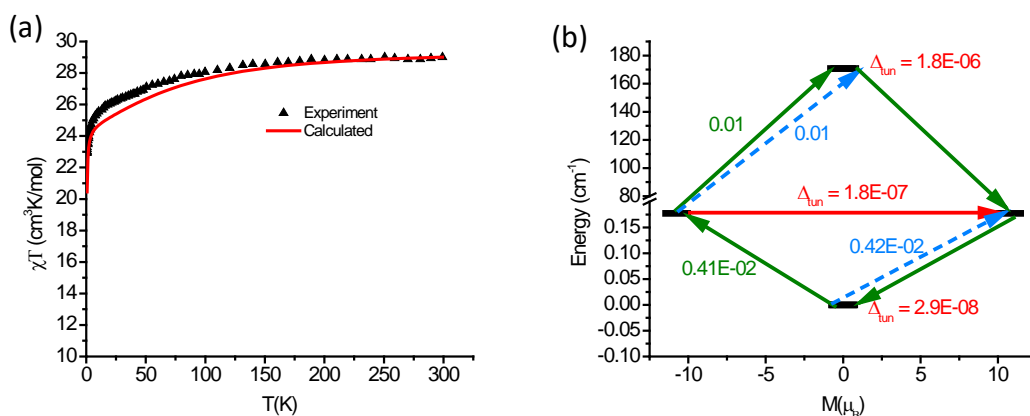 (a)
30
28
26
24
22
20
18
16
14
12
10
χT (cm³K/mol)
Experiment
Calculated
0 50 100 150 200 250 300
T(K)
(b)
180
160
140
120
100
80
0.15
0.10
0.05
0.00
-0.05
-0.10
Energy (cm⁻¹)
Δtun = 1.8E-06
0.01
0.01
Δtun = 1.8E-07
0.41E-02
0.42E-02
Δtun = 2.9E-08
-10 -5 0 5 10
M(μB)